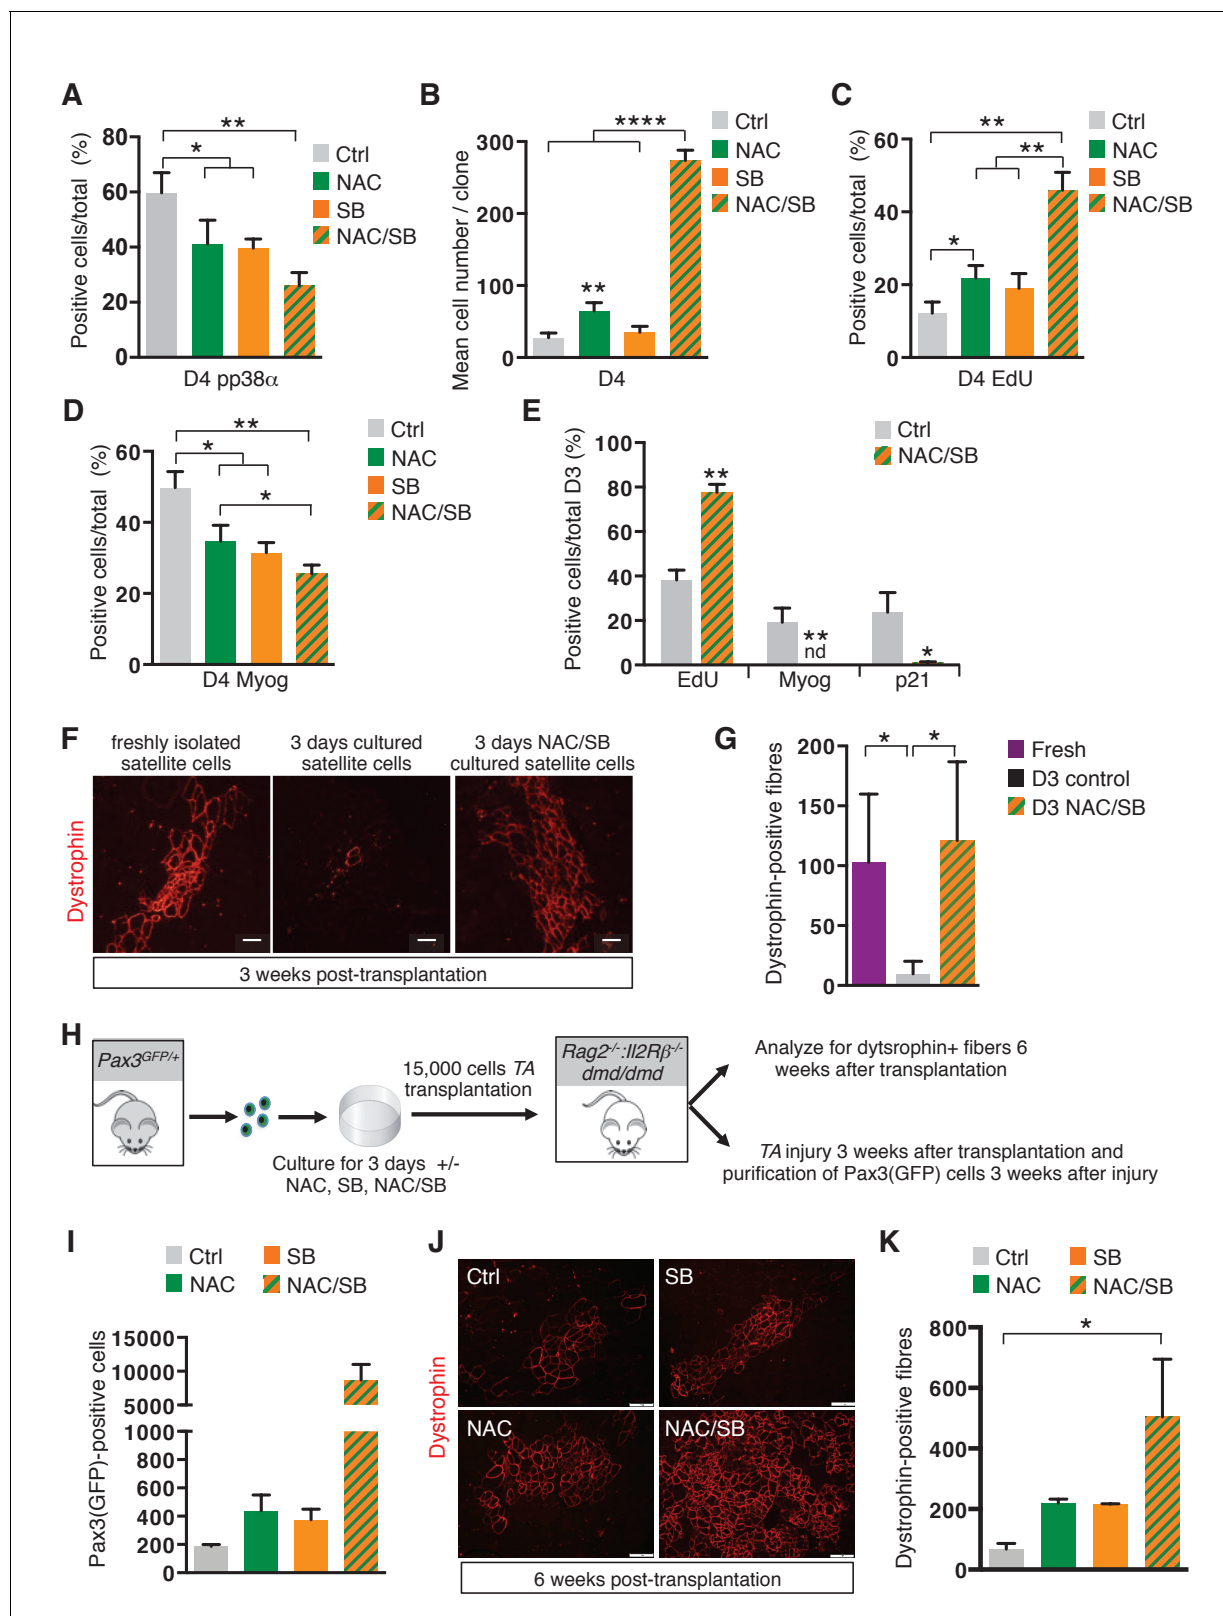 A
Positive cells/total (%)
80
60
40
20
0
**
*
D4 pp38α
Ctrl
NAC
SB
NAC/SB
B
Mean cell number / clone
300
200
100
0
****
**
D4
Ctrl
NAC
SB
NAC/SB
C
Positive cells/total (%)
60
40
20
0
**
**
*
D4 EdU
Ctrl
NAC
SB
NAC/SB
D
Positive cells/total (%)
60
40
20
0
**
*
*
D4 Myog
Ctrl
NAC
SB
NAC/SB
E
Positive cells/total D3 (%)
100
80
60
40
20
0
**
**
nd
*
EdU
Myog
p21
Ctrl
NAC/SB
F
freshly isolated
satellite cells
3 days cultured
satellite cells
3 days NAC/SB
cultured satellite cells
Dystrophin
3 weeks post-transplantation
G
Dystrophin-positive fibres
200
150
100
50
0
*
*
Fresh
D3 control
D3 NAC/SB
H
Pax3GFP/+
Culture for 3 days +/-
NAC, SB, NAC/SB
15,000 cells TA
transplantation
Rag2-/-:Il2Rβ-/-
dmd/dmd
Analyze for dytsrophin+ fibers 6
weeks after transplantation
TA injury 3 weeks after transplantation and
purification of Pax3(GFP) cells 3 weeks after injury
I
Ctrl
SB
NAC
NAC/SB
Pax3(GFP)-positive cells
15000
10000
5000
1000
800
600
400
200
0
J
Dystrophin
Ctrl
SB
NAC
NAC/SB
6 weeks post-transplantation
K
Ctrl
SB
NAC
NAC/SB
Dystrophin-positive fibres
800
600
400
200
0
*